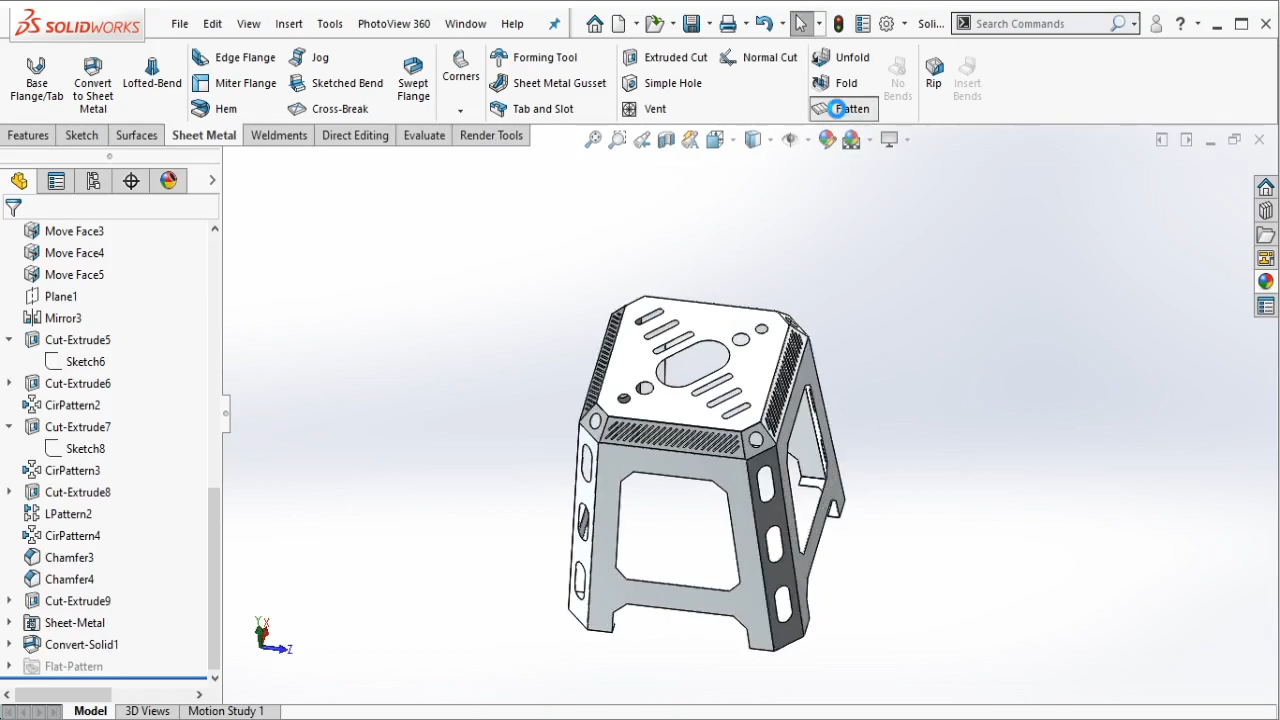 SOLIDWORKS File Edit View Insert Tools PhotoView 360 Window Help Soli... Search Commands
Base Flange/Tab
Convert to Sheet Metal
Lofted-Bend
Edge Flange
Miter Flange
Hem
Jog
Sketched Bend
Cross-Break
Swept Flange
Corners
Forming Tool
Sheet Metal Gusset
Tab and Slot
Extruded Cut
Simple Hole
Vent
Normal Cut
Unfold
Fold
No Bends
Rip
Insert Bends
Features Sketch Surfaces Sheet Metal Weldments Direct Editing Evaluate Render Tools
Move Face3
Move Face4
Move Face5
Plane1
Mirror3
Cut-Extrude5
Sketch6
Cut-Extrude6
CirPattern2
Cut-Extrude7
Sketch8
CirPattern3
Cut-Extrude8
LPattern2
CirPattern4
Chamfer3
Chamfer4
Cut-Extrude9
Sheet-Metal
Convert-Solid1
Flat-Pattern
Y X
Z
Model 3D Views Motion Study 1